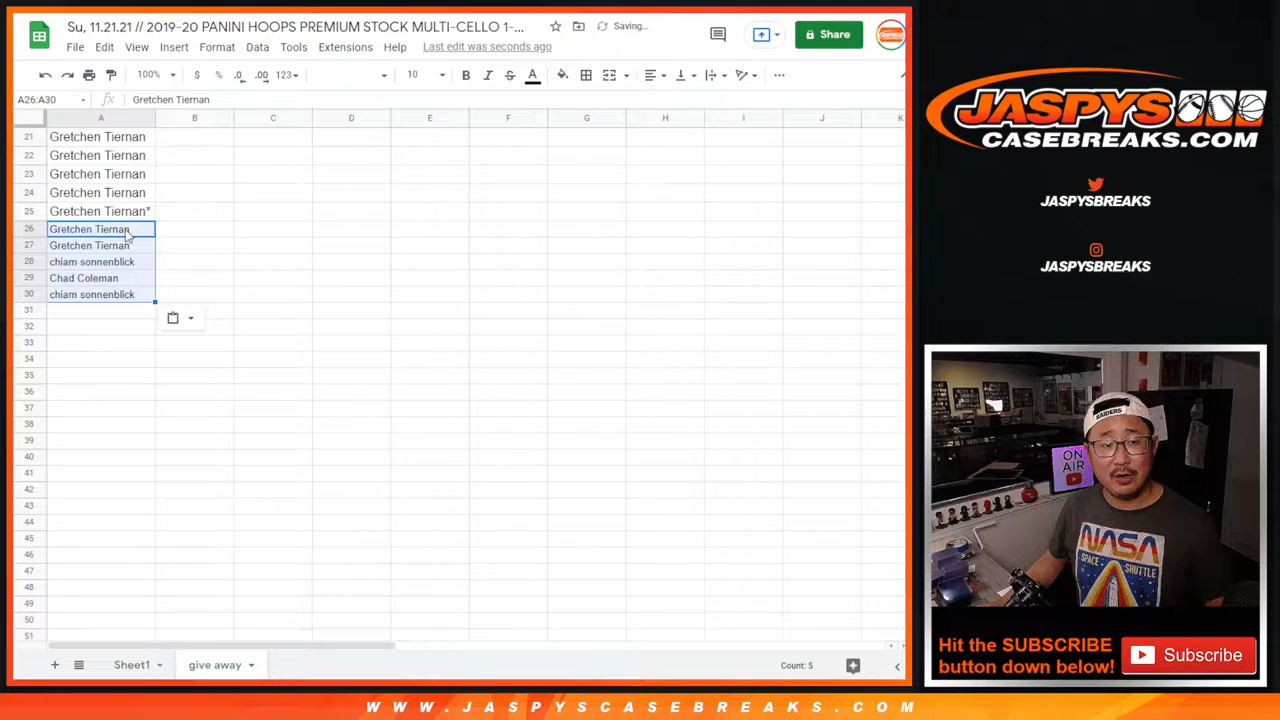 Su, 11.21.21 // 2019-20 PANINI HOOPS PREMIUM STOCK MULTI-CELLO 1-...
Saving...
Share
File Edit View Insert Format Data Tools Extensions Help Last edit was seconds ago
100% $ % .0 .00 123 10 B I S A
A26:A30 fx Gretchen Tiernan
A B C D E F G H I J K
21 Gretchen Tiernan
22 Gretchen Tiernan
23 Gretchen Tiernan
24 Gretchen Tiernan
25 Gretchen Tiernan*
26 Gretchen Tiernan
27 Gretchen Tiernan
28 chiam sonnenblick
29 Chad Coleman
30 chiam sonnenblick
31
32
33
34
35
36
37
38
39
40
41
42
43
44
45
46
47
48
49
50
51
Sheet1
give away
Count: 5
JASPYS
CASEBREAKS.COM
JASPYSBREAKS
JASPYSBREAKS
RAIDERS
ON
AIR
NASA
SPACE SHUTTLE
Hit the SUBSCRIBE
button down below!
Subscribe
WWW.JASPYSCASEBREAKS.COM